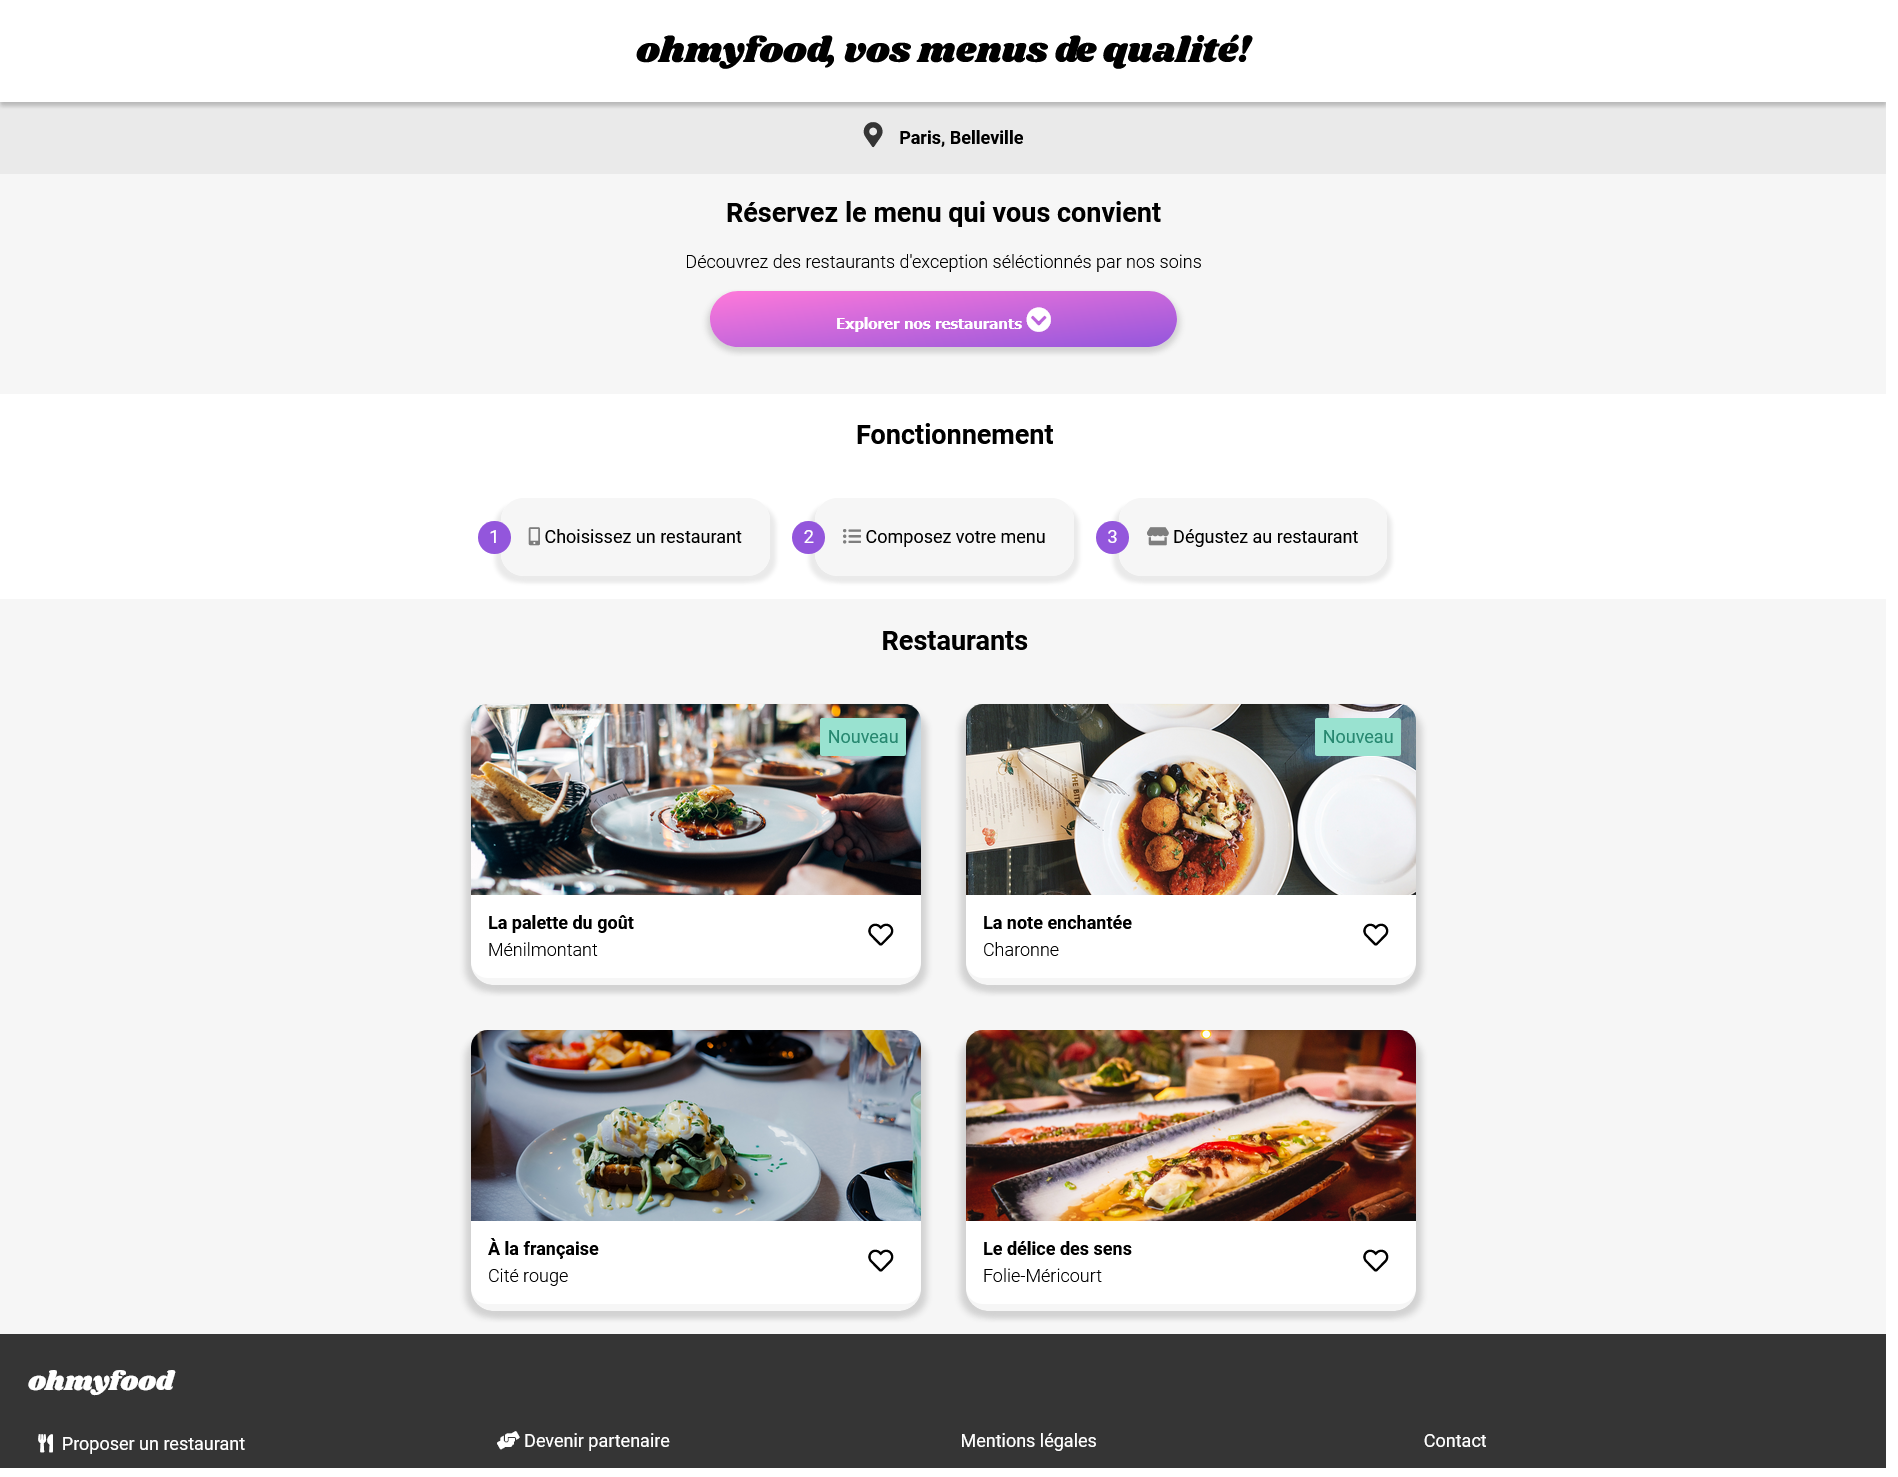 ohmyfood, vos menus de qualité!
Paris, Belleville
Réservez le menu qui vous convient
Découvrez des restaurants d'exception séléctionnés par nos soins
Explorer nos restaurants
Fonctionnement
1 Choisissez un restaurant
2 Composez votre menu
3 Dégustez au restaurant
Restaurants
Nouveau
La palette du goût
Ménilmontant
Nouveau
La note enchantée
Charonne
À la française
Cité rouge
Le délice des sens
Folie-Méricourt
ohmyfood
Proposer un restaurant
Devenir partenaire
Mentions légales
Contact